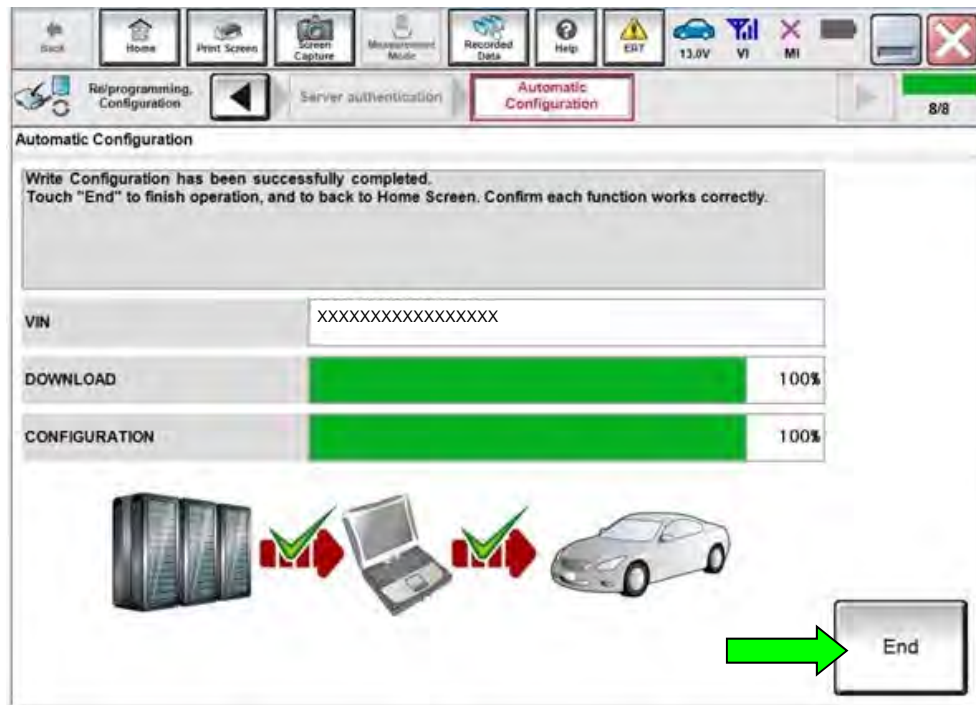 Back
Home
Print Screen
Screen Capture
Measurement Mode
Recorded Data
Help
ERT
13.0V
VI
MI
Re/programming, Configuration
Server authentication
Automatic Configuration
8/8
Automatic Configuration
Write Configuration has been successfully completed.
Touch "End" to finish operation, and to back to Home Screen. Confirm each function works correctly.
VIN
XXXXXXXXXXXXXXXXX
DOWNLOAD
100%
CONFIGURATION
100%
End